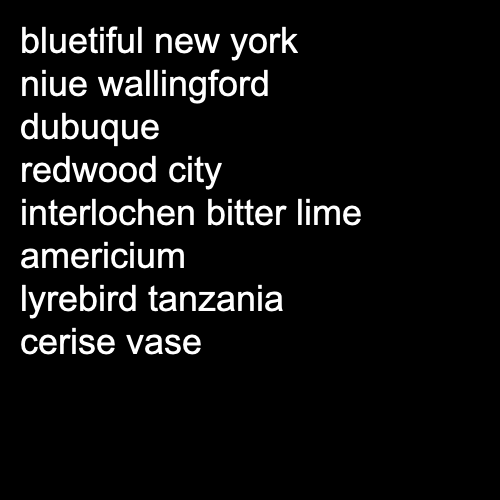 bluetiful new york
niue wallingford
dubuque
redwood city
interlochen bitter lime
americium
lyrebird tanzania
cerise vase